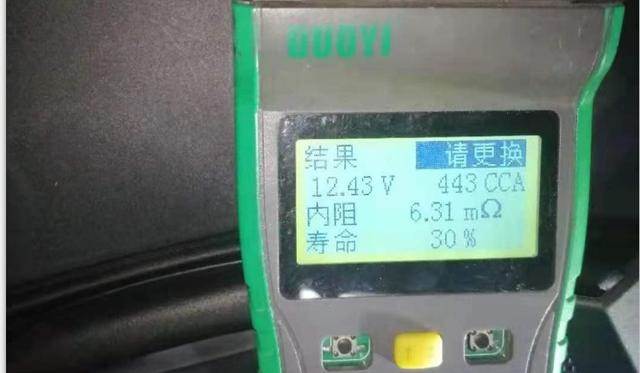 DUOYI
结果 请更换
12.43 V 443 CCA
内阻 6.31 mΩ
寿命 30 %